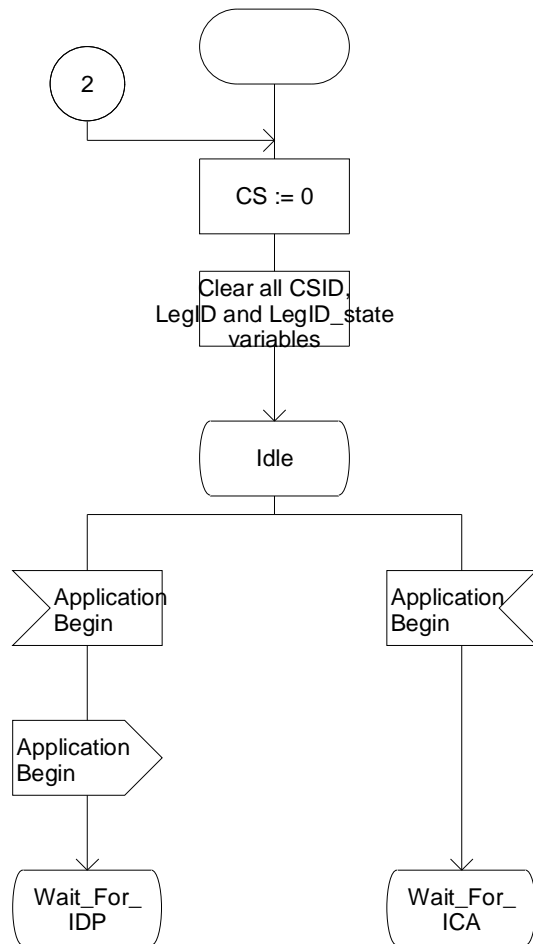 2
CS := 0
Clear all CSID,
LegID and LegID_state
variables
Idle
Application
Begin
Application
Begin
Application
Begin
Wait_For_
IDP
Wait_For_
ICA